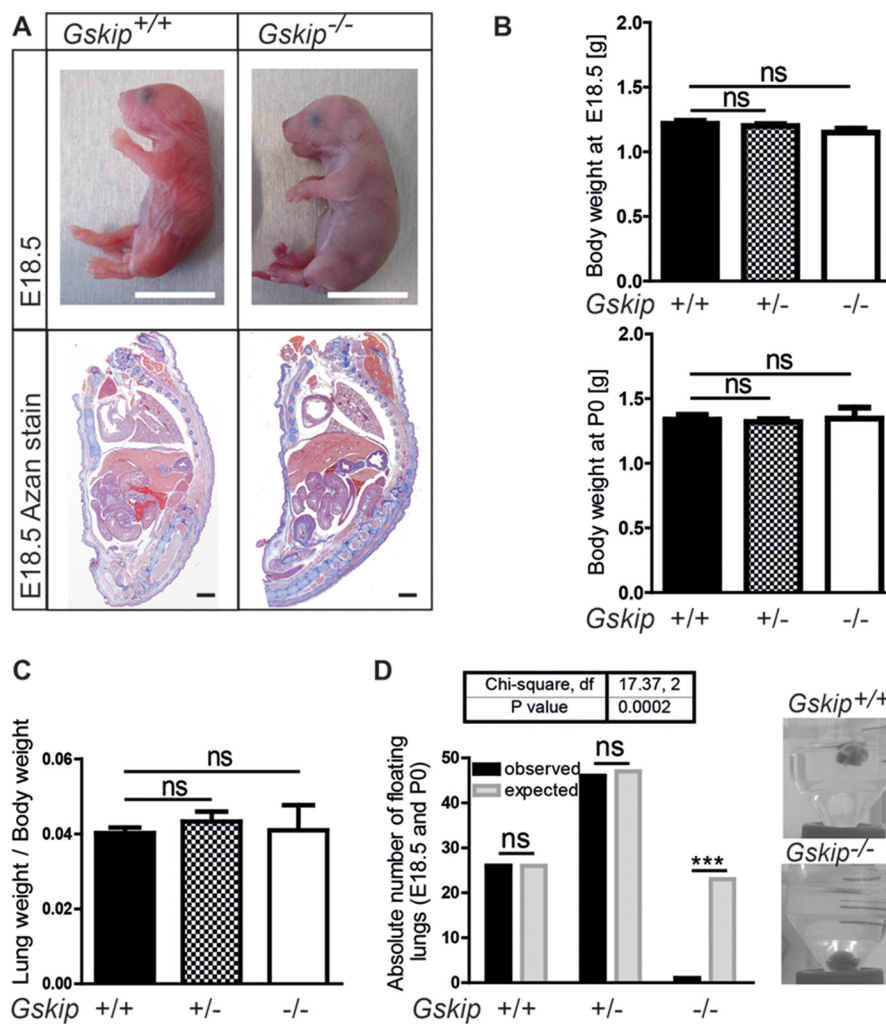 A
Gskip+/+
Gskip-/-
E18.5
E18.5 Azan stain
B
Body weight at E18.5 [g]
2.0
1.5
1.0
0.5
0.0
ns
ns
Gskip +/+ +/- -/-
Body weight at P0 [g]
2.0
1.5
1.0
0.5
0.0
ns
ns
Gskip +/+ +/- -/-
C
Lung weight / Body weight
0.06
0.04
0.02
0.00
ns
ns
Gskip +/+ +/- -/-
D
Chi-square, df 17.37, 2
P value 0.0002
Absolute number of floating
lungs (E18.5 and P0)
50
40
30
20
10
0
observed
expected
ns
ns
***
Gskip +/+ +/- -/-
Gskip+/+
Gskip-/-